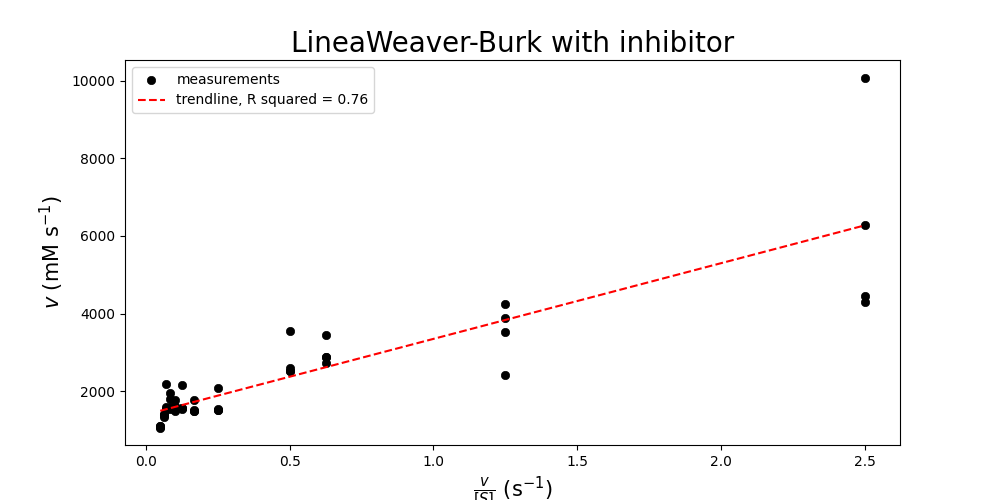 LineaWeaver-Burk with inhibitor
measurements
trendline, R squared = 0.76
10000
8000
6000
4000
2000
v (mM s⁻¹)
0.0 0.5 1.0 1.5 2.0 2.5
v/[S] (s⁻¹)